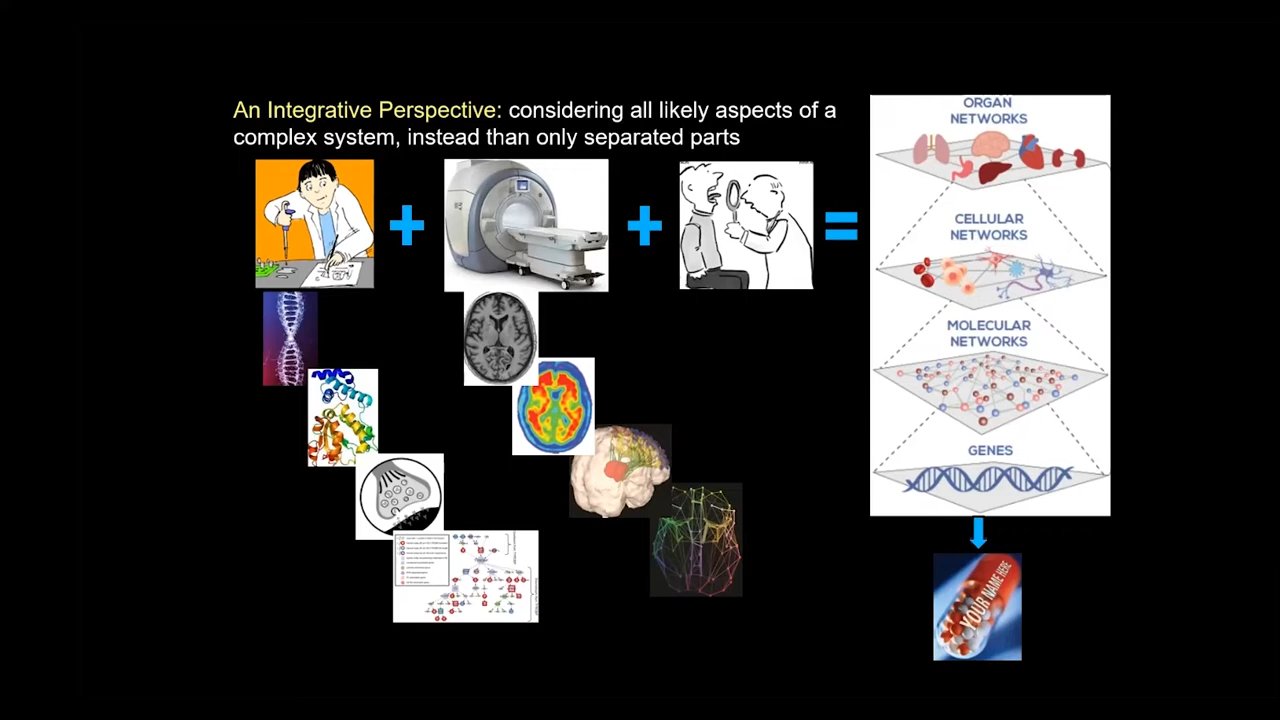 An Integrative Perspective: considering all likely aspects of a
complex system, instead than only separated parts
ORGAN
NETWORKS
CELLULAR
NETWORKS
MOLECULAR
NETWORKS
GENES
YOUR NAME HERE